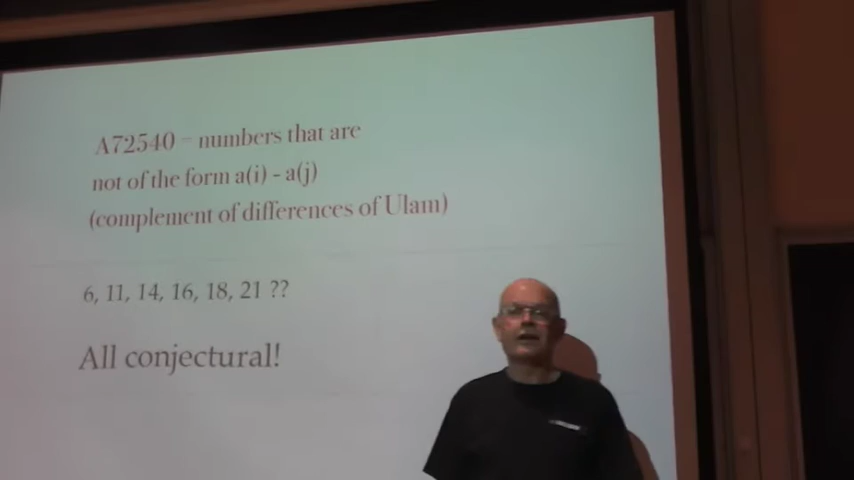 A72540 – numbers that are
not of the form a(i) - a(j)
(complement of differences of Ulam)
6, 11, 14, 16, 18, 21 ??
All conjectural!